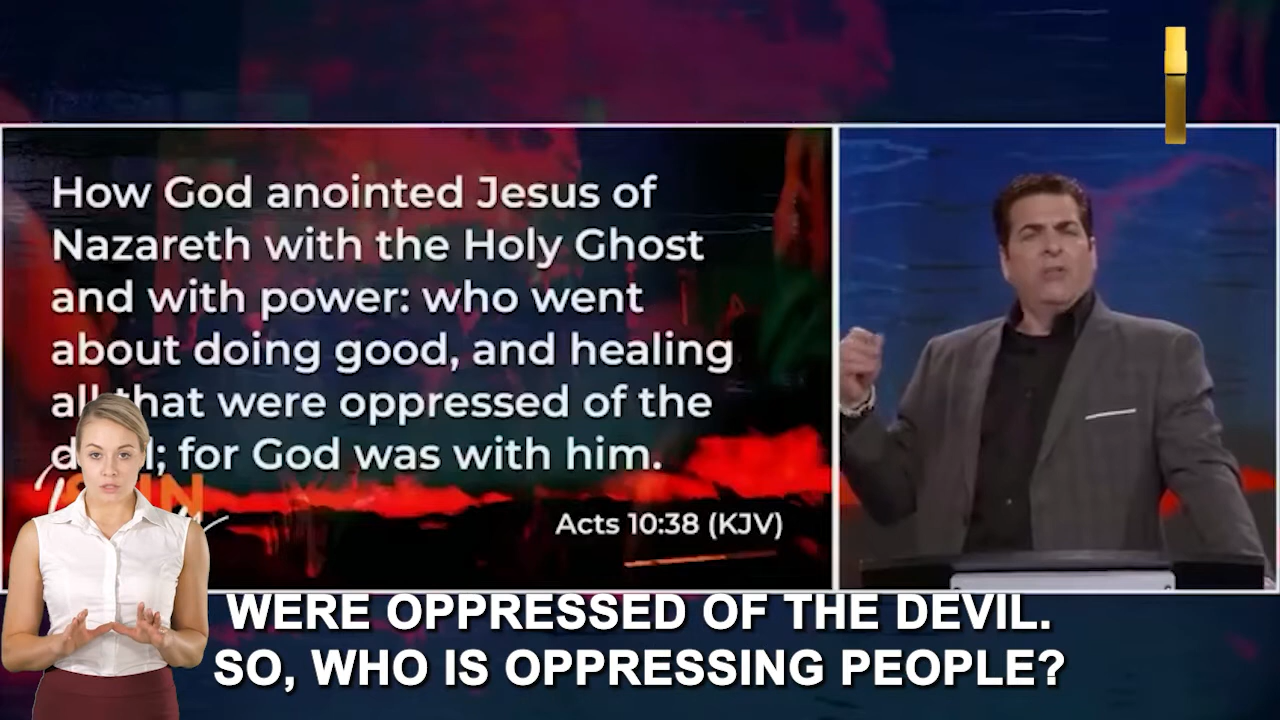 How God anointed Jesus of
Nazareth with the Holy Ghost
and with power: who went
about doing good, and healing
all that were oppressed of the
; for God was with him.
Acts 10:38 (KJV)
WERE OPPRESSED OF THE DEVIL.
SO, WHO IS OPPRESSING PEOPLE?